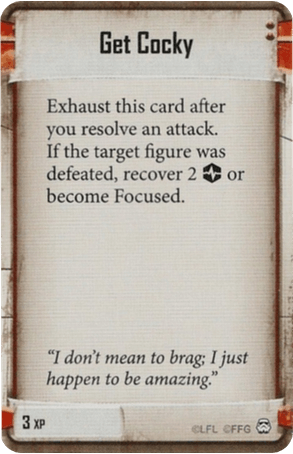 Get Cocky
Exhaust this card after
you resolve an attack.
If the target figure was
defeated, recover 2 or
become Focused.
“I don’t mean to brag; I just
happen to be amazing.”
3 XP
©LFL ©FFG